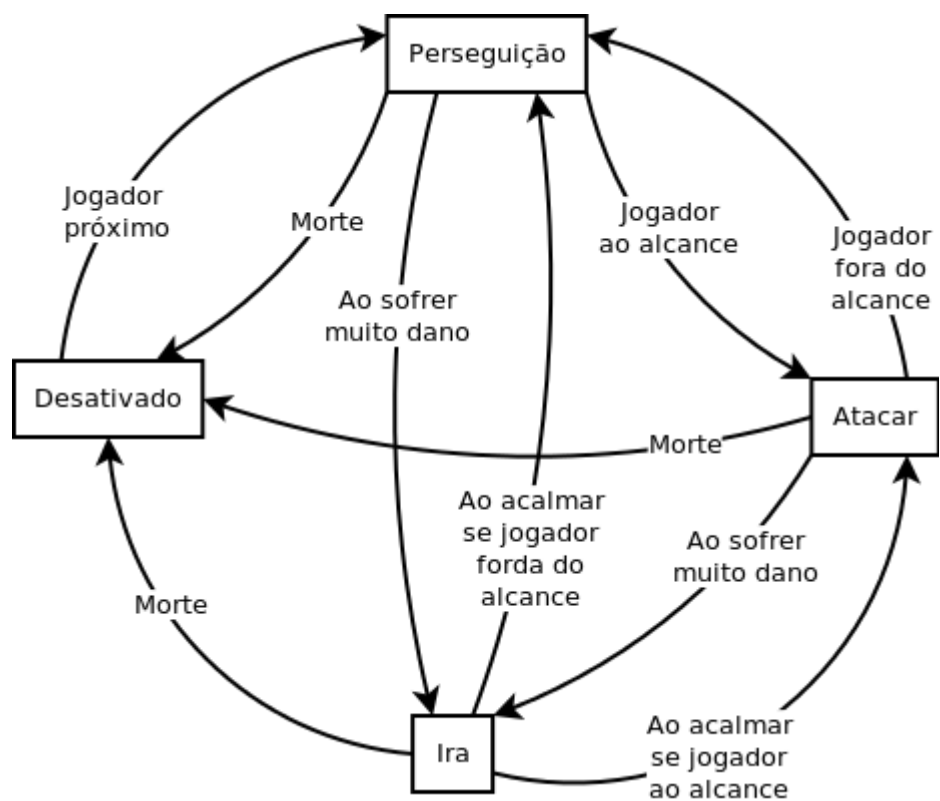 Perseguição
Jogador
próximo
Morte
Jogador
ao alcance
Jogador
fora do
alcance
Ao sofrer
muito dano
Desativado
Atacar
Morte
Ao acalmar
se jogador
forda do
alcance
Ao sofrer
muito dano
Morte
Ira
Ao acalmar
se jogador
ao alcance